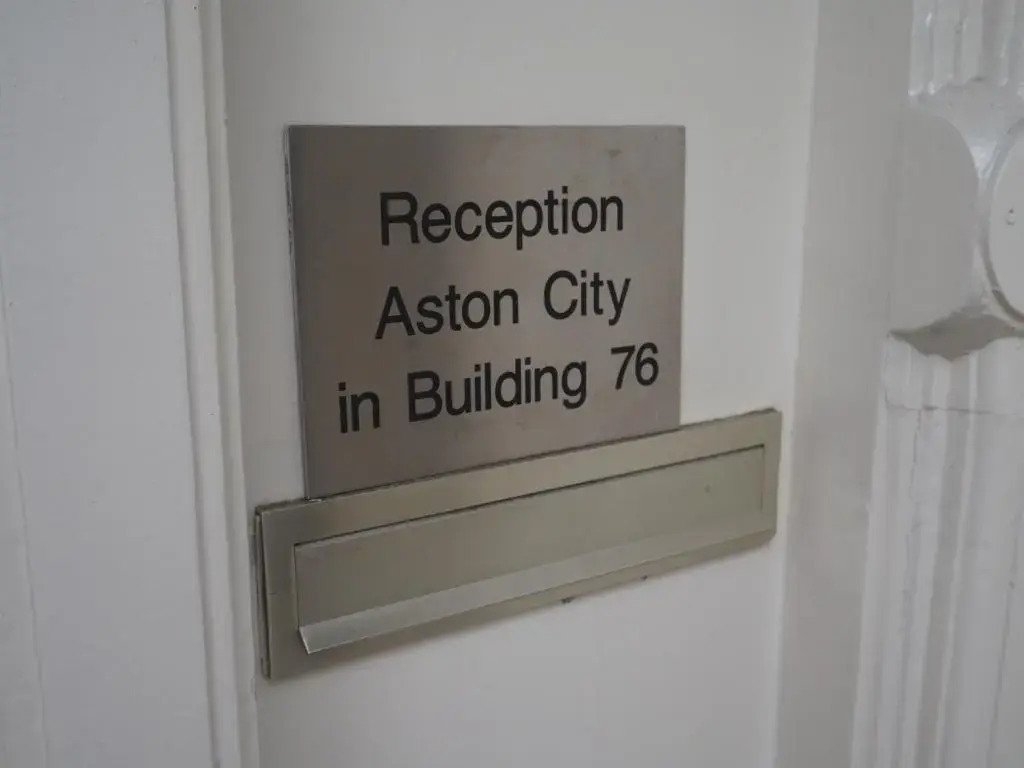 Reception
Aston City
in Building 76